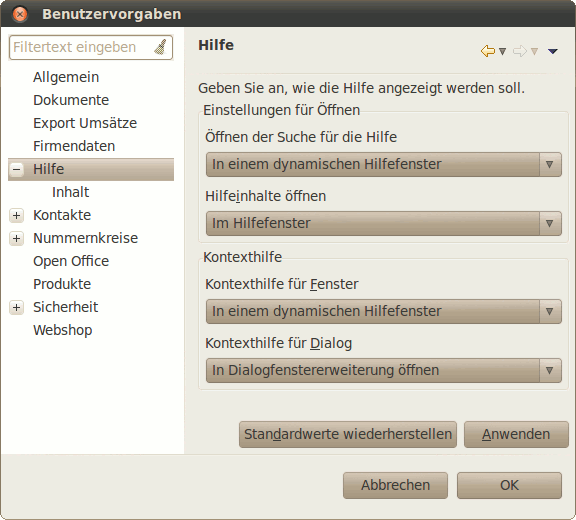 Benutzervorgaben
Filtertext eingeben
Allgemein
Dokumente
Export Umsätze
Firmendaten
Hilfe
Inhalt
Kontakte
Nummernkreise
Open Office
Produkte
Sicherheit
Webshop
Hilfe
Geben Sie an, wie die Hilfe angezeigt werden soll.
Einstellungen für Öffnen
Öffnen der Suche für die Hilfe
In einem dynamischen Hilfefenster
Hilfeinhalte öffnen
Im Hilfefenster
Kontexthilfe
Kontexthilfe für Fenster
In einem dynamischen Hilfefenster
Kontexthilfe für Dialog
In Dialogfenstererweiterung öffnen
Standardwerte wiederherstellen Anwenden
Abbrechen OK